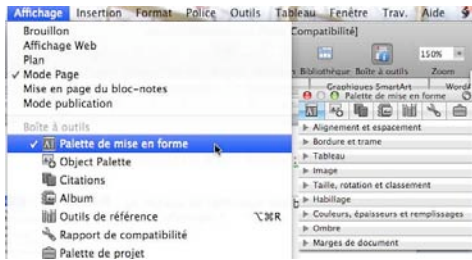 Affichage Insertion Format Police Outils Tableau Fenêtre Trav. Aide
Brouillon
Affichage Web
Plan
✓ Mode Page
Mise en page du bloc-notes
Mode publication
Boîte à outils
✓ Palette de mise en forme
Object Palette
Citations
Album
Outils de référence ⌥⌘R
Rapport de compatibilité
Palette de projet
Compatibilité]
150%
Bibliothèque Boîte à outils Zoom
Graphiques SmartArt WordA
Palette de mise en forme
Alignement et espacement
Bordure et trame
Tableau
Image
Taille, rotation et classement
Habillage
Couleurs, épaisseurs et remplissages
Ombre
Marges de document